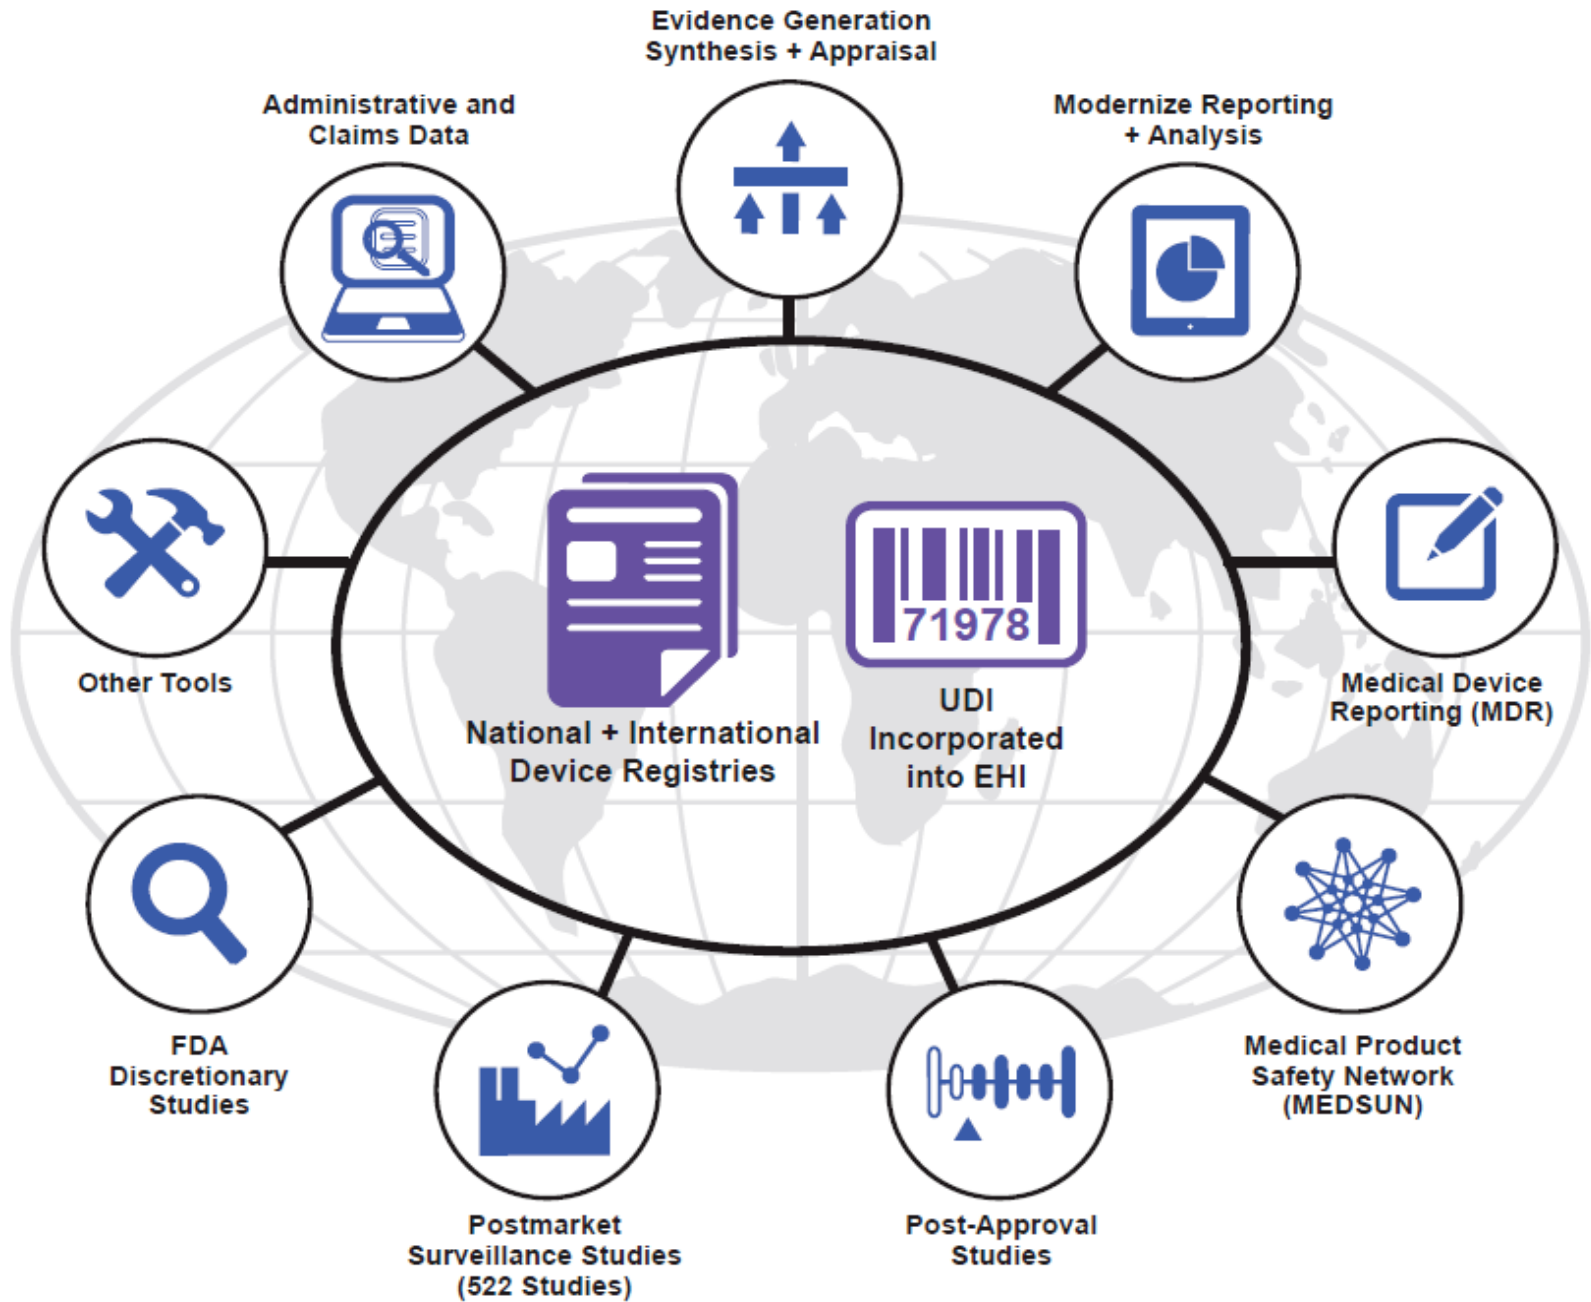 Evidence Generation
Synthesis + Appraisal
Administrative and
Claims Data
Modernize Reporting
+ Analysis
Other Tools
71978
National + International
Device Registries
UDI
Incorporated
into EHI
Medical Device
Reporting (MDR)
FDA
Discretionary
Studies
Medical Product
Safety Network
(MEDSUN)
Postmarket
Surveillance Studies
(522 Studies)
Post-Approval
Studies